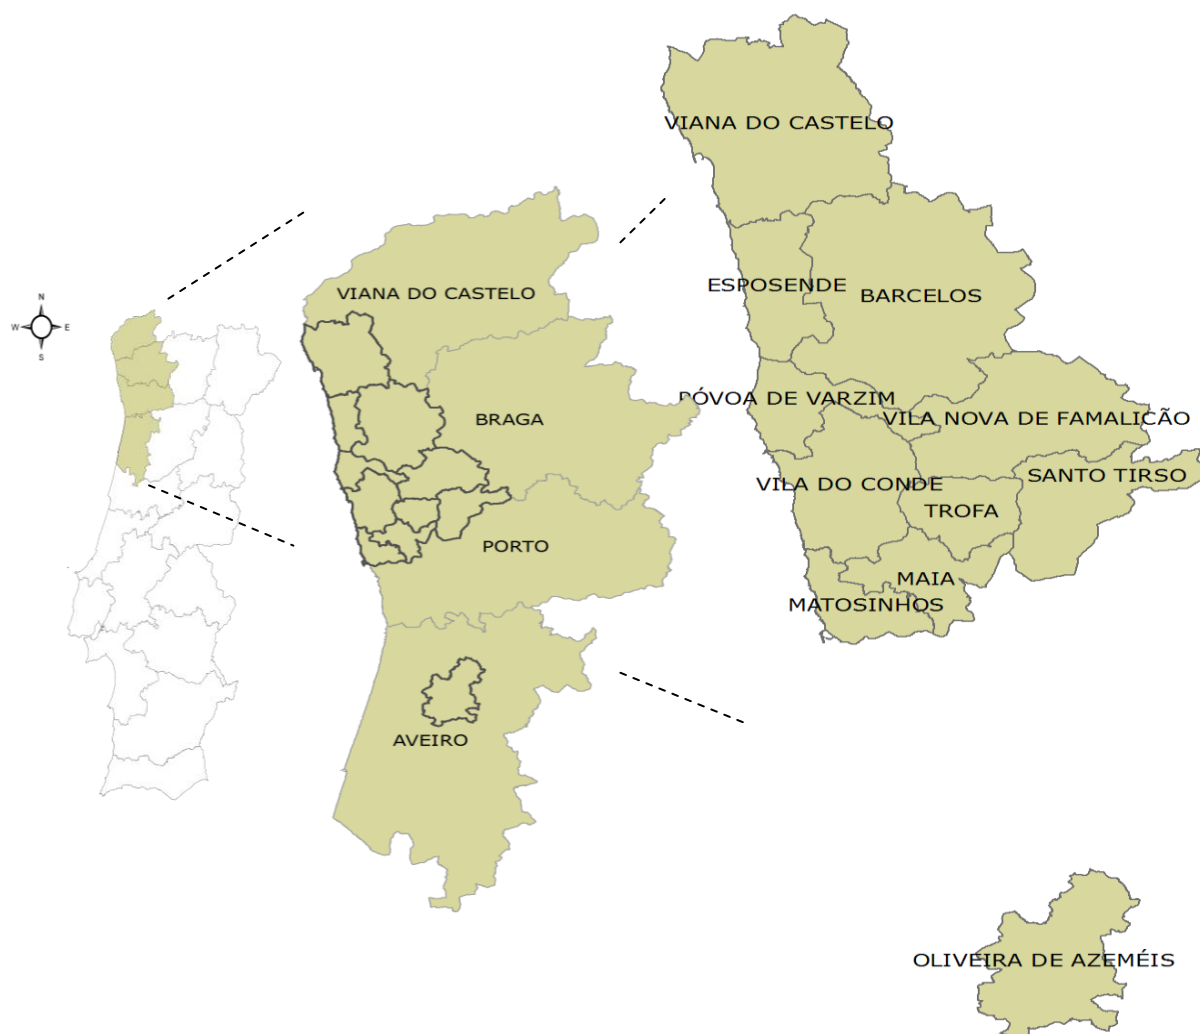 N
W
E
S
VIANA DO CASTELO
BRAGA
PORTO
AVEIRO
VIANA DO CASTELO
ESPOSENDE
BARCELOS
PÓVOA DE VARZIM
VILA NOVA DE FAMALICÃO
VILA DO CONDE
SANTO TIRSO
TROFA
MAIA
MATOSINHOS
OLIVEIRA DE AZEMÉIS